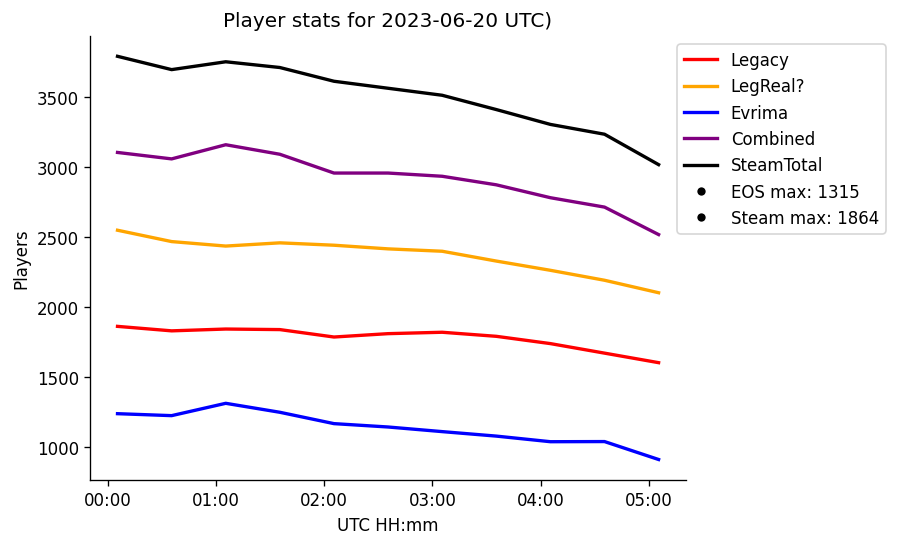 Player stats for 2023-06-20 UTC)
Legacy
LegReal?
Evrima
Combined
SteamTotal
EOS max: 1315
Steam max: 1864
Players
3500
3000
2500
2000
1500
1000
00:00 01:00 02:00 03:00 04:00 05:00
UTC HH:mm